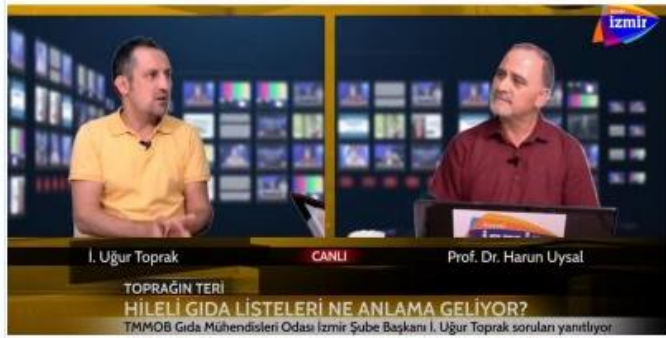 izmir
İ. Uğur Toprak
CANLI
Prof. Dr. Harun Uysal
TOPRAĞIN TERİ
HİLELİ GIDA LİSTELERİ NE ANLAMA GELİYOR?
TMMOB Gıda Mühendisleri Odası İzmir Şube Başkanı İ. Uğur Toprak soruları yanıtlıyor